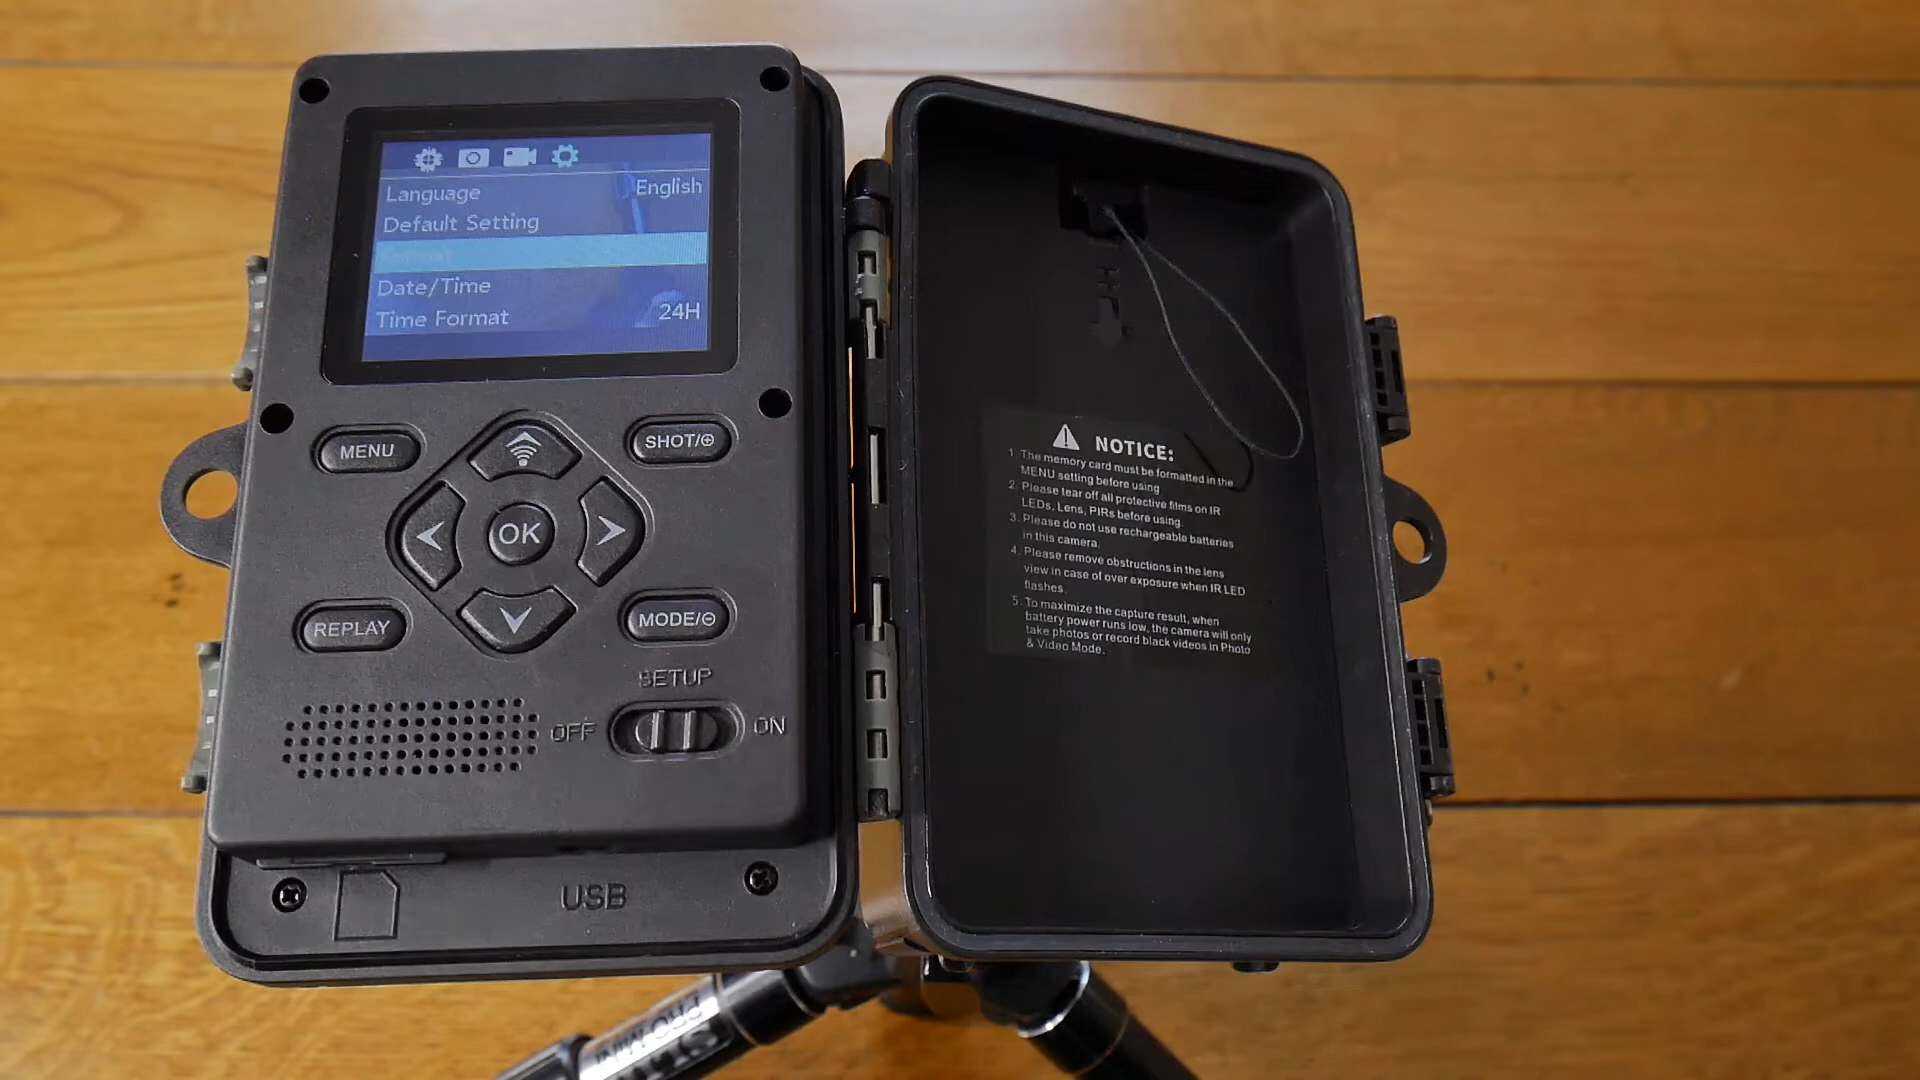 Language English
Default Setting
Format
Date/Time
Time Format 24H
MENU
SHOT/⊕
OK
REPLAY
MODE/⊖
SETUP
OFF ON
USB
NOTICE:
1. The memory card must be formatted in the
MENU setting before using
2. Please tear off all protective films on IR
LEDs, Lens, PIRs before using.
3. Please do not use rechargeable batteries
in this camera.
4. Please remove obstructions in the lens
view in case of over exposure when IR LED
flashes.
5. To maximize the capture result, when
battery power runs low, the camera will only
take photos or record black videos in Photo
& Video Mode.
PRO-MINI